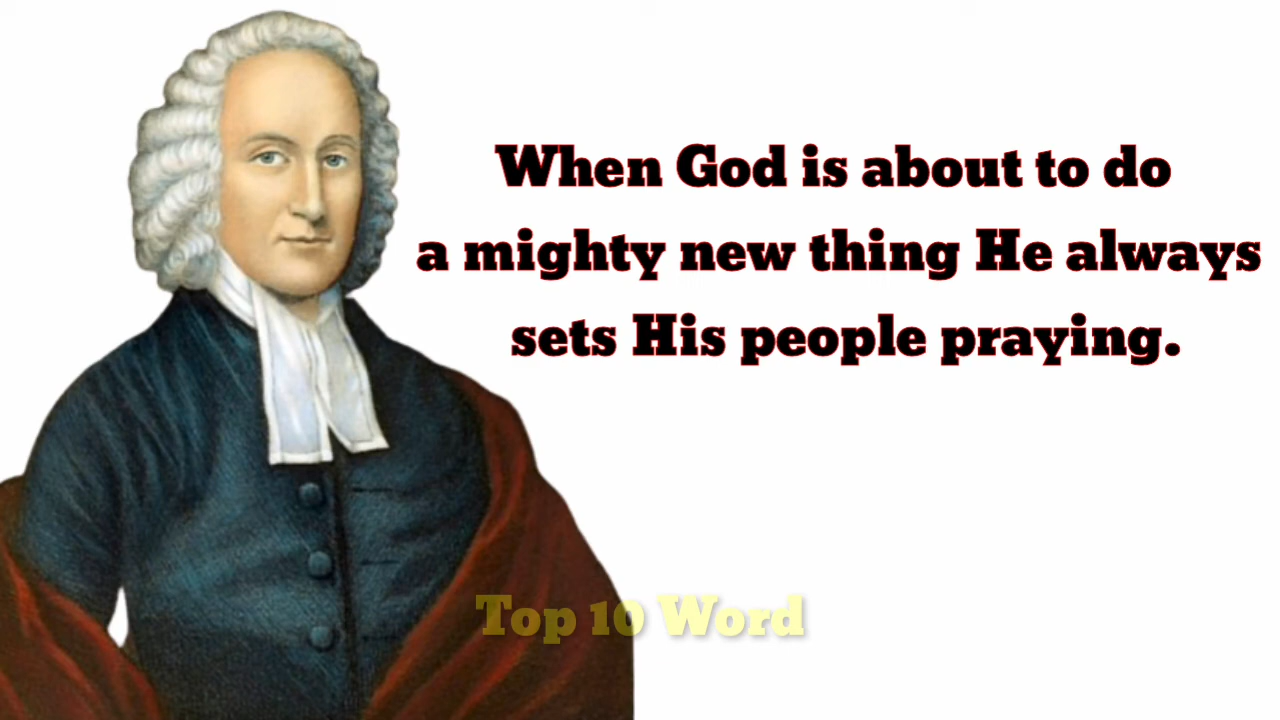 When God is about to do
a mighty new thing He always
sets His people praying.
Top 10 Word